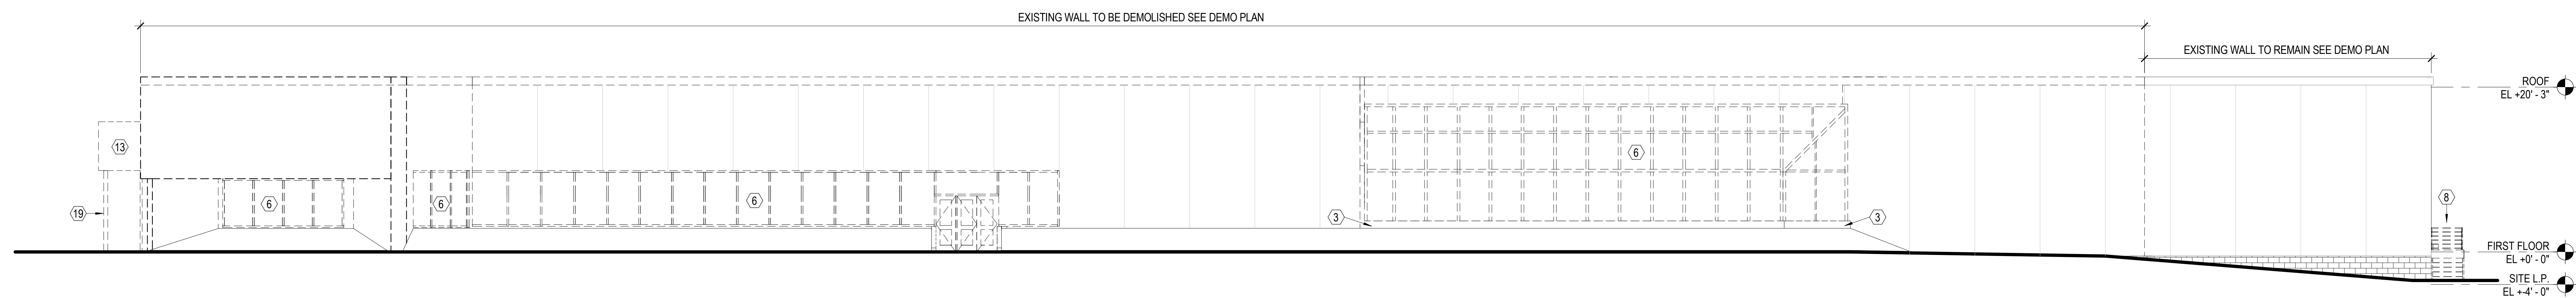 EXISTING WALL TO BE DEMOLISHED SEE DEMO PLAN
EXISTING WALL TO REMAIN SEE DEMO PLAN
ROOF
EL +20' - 3"
13
6
6
6
6
19
3
3
8
FIRST FLOOR
EL +0' - 0"
SITE L.P.
EL +-4' - 0"